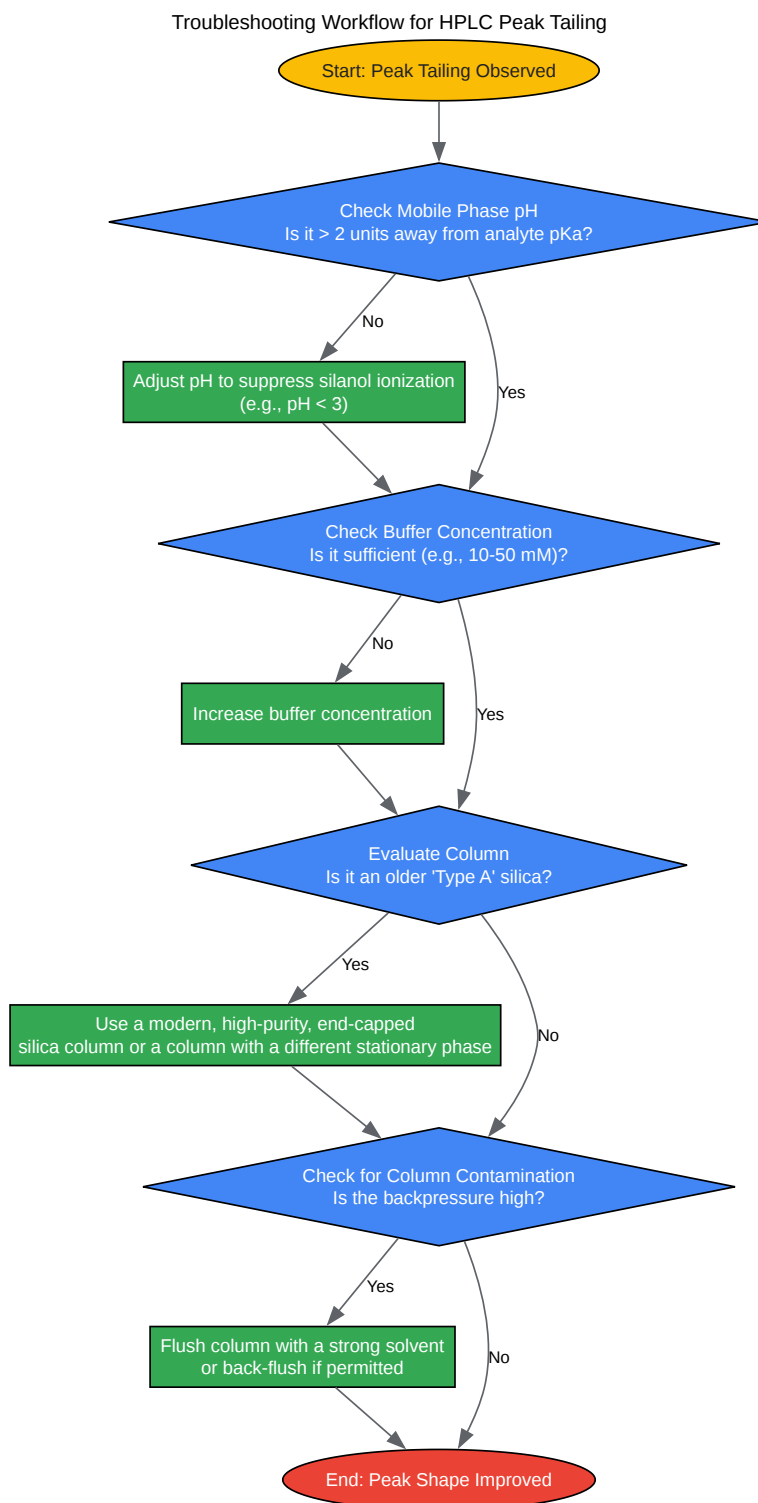 Troubleshooting Workflow for HPLC Peak Tailing
Start: Peak Tailing Observed
Check Mobile Phase pH
Is it > 2 units away from analyte pKa?
No
Adjust pH to suppress silanol ionization
(e.g., pH < 3)
Yes
Check Buffer Concentration
Is it sufficient (e.g., 10-50 mM)?
No
Increase buffer concentration
Yes
Evaluate Column
Is it an older 'Type A' silica?
Yes
Use a modern, high-purity, end-capped
silica column or a column with a different stationary phase
No
Check for Column Contamination
Is the backpressure high?
Yes
Flush column with a strong solvent
or back-flush if permitted
No
End: Peak Shape Improved